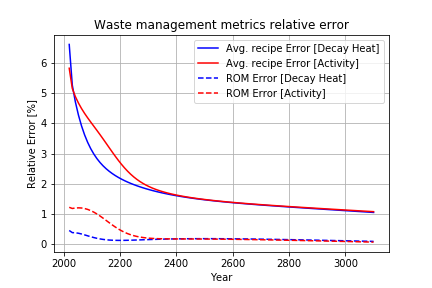 Waste management metrics relative error
Avg. recipe Error [Decay Heat]
Avg. recipe Error [Activity]
ROM Error [Decay Heat]
ROM Error [Activity]
Relative Error [%]
6
5
4
3
2
1
0
2000 2200 2400 2600 2800 3000
Year